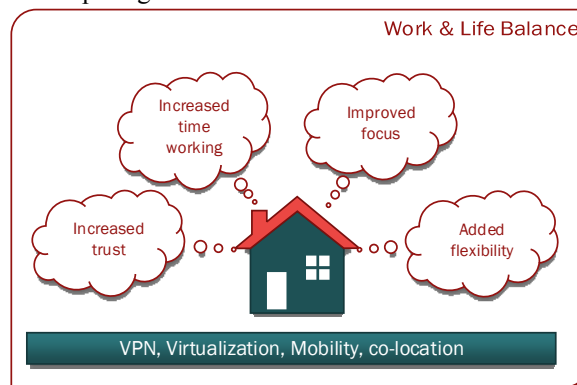 Work & Life Balance
Increased
time
working
Improved
focus
Increased
trust
Added
flexibility
VPN, Virtualization, Mobility, co-location